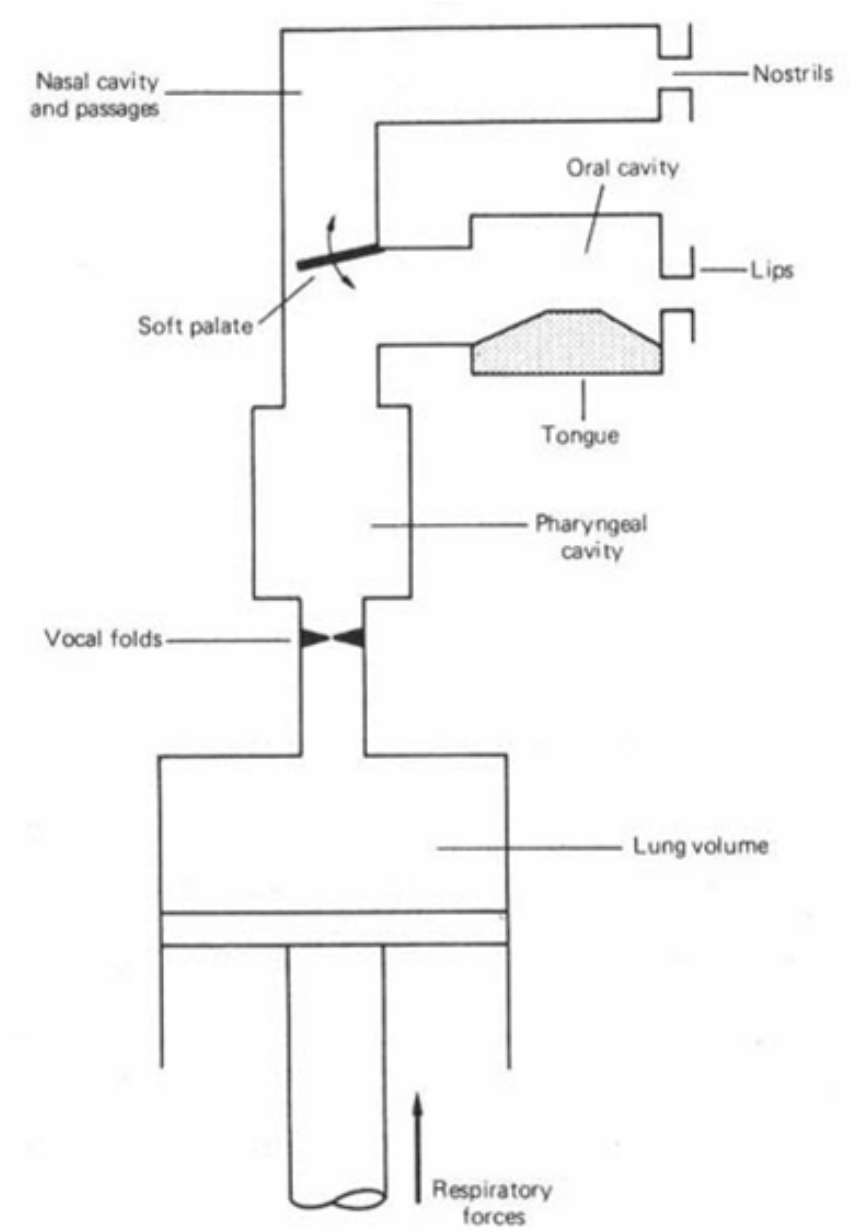 Nasal cavity
and passages
Nostrils
Oral cavity
Lips
Soft palate
Tongue
Pharyngeal
cavity
Vocal folds
Lung volume
Respiratory
forces